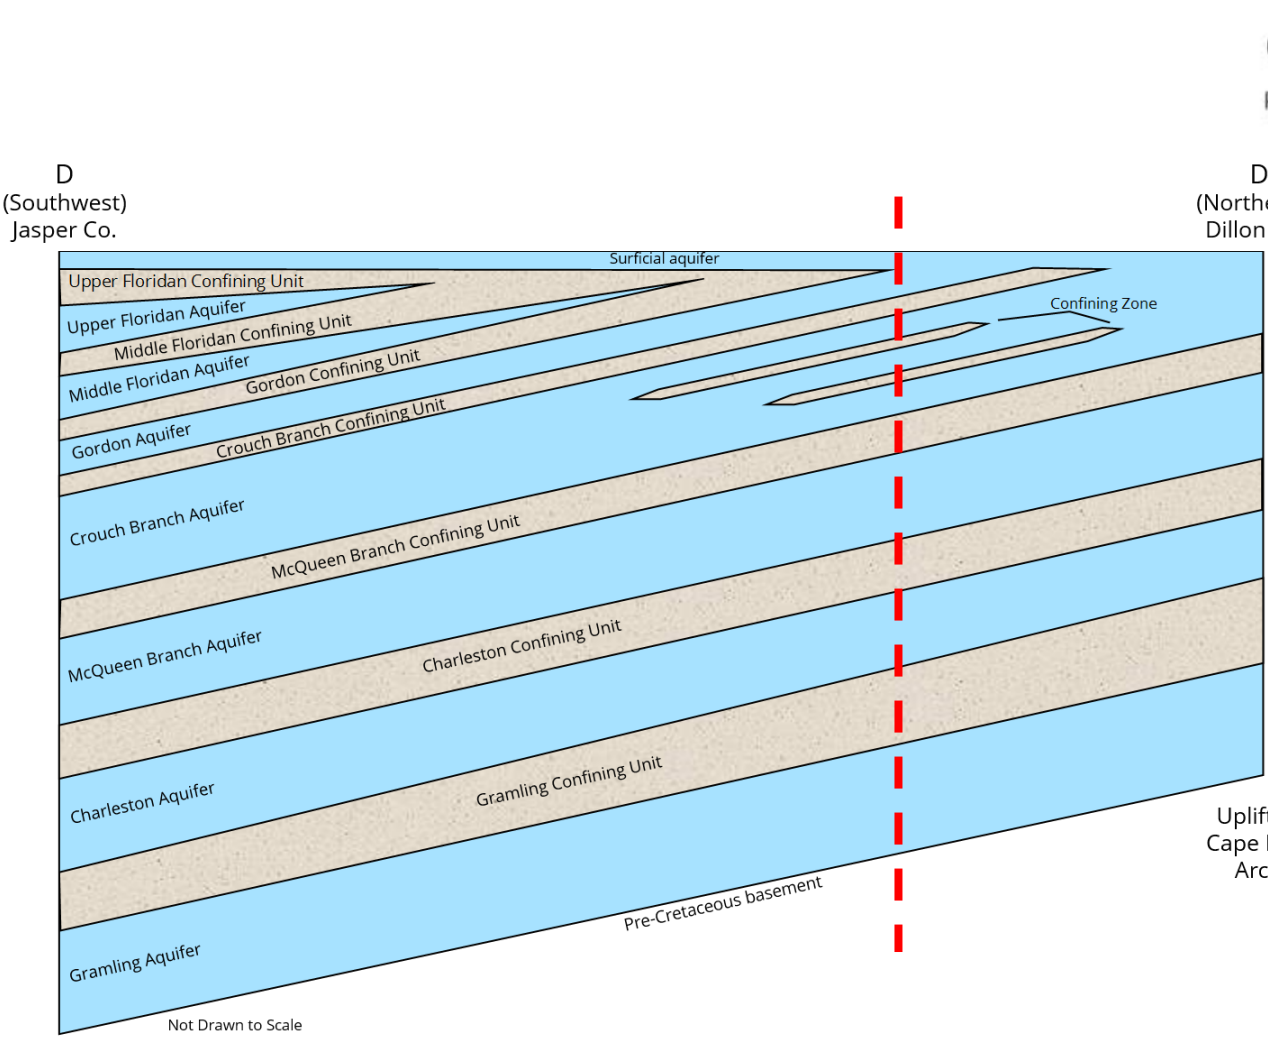 D
(Southwest)
Jasper Co.
D
Dillon
Surficial aquifer
Upper Floridan Confining Unit
Upper Floridan Aquifer
Middle Floridan Confining Unit
Middle Floridan Aquifer
Gordon Confining Unit
Gordon Aquifer
Crouch Branch Confining Unit
Confining Zone
Crouch Branch Aquifer
McQueen Branch Confining Unit
McQueen Branch Aquifer
Charleston Confining Unit
Charleston Aquifer
Gramling Confining Unit
Gramling Aquifer
Pre-Cretaceous basement
Not Drawn to Scale
Cape